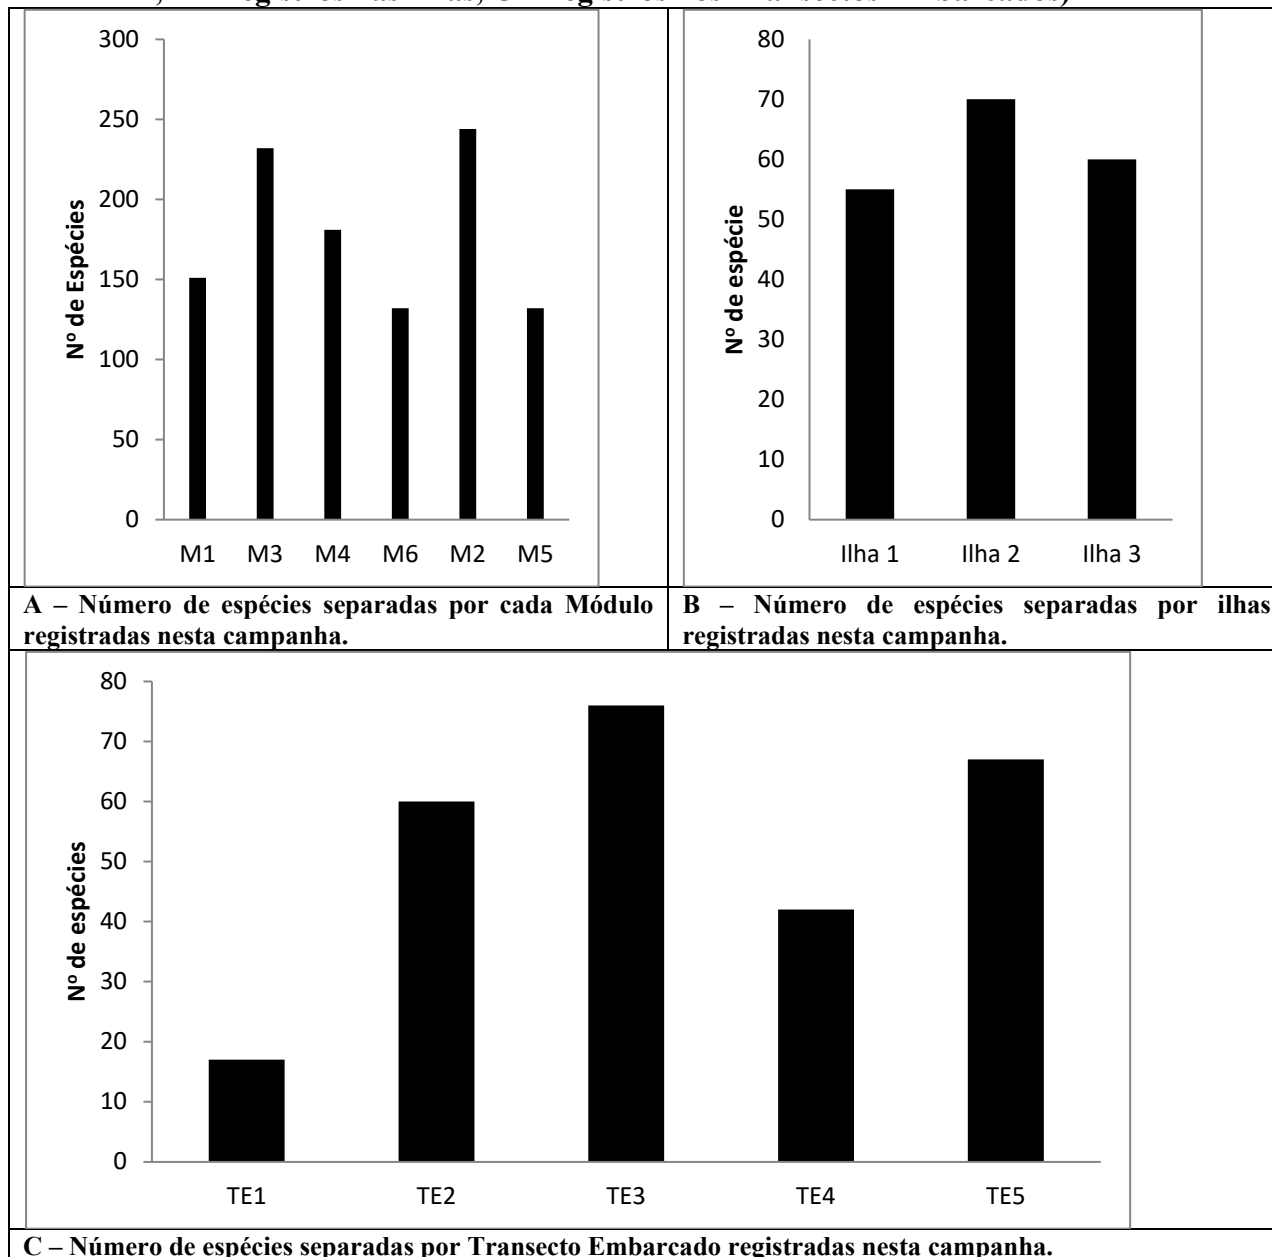 300
250
200
150
100
50
0
Nº de Espécies
M1 M3 M4 M6 M2 M5
80
70
60
50
40
30
20
10
0
Nº de espécie
Ilha 1 Ilha 2 Ilha 3
A – Número de espécies separadas por cada Módulo
registradas nesta campanha.
B – Número de espécies separadas por ilhas
registradas nesta campanha.
80
70
60
50
40
30
20
10
0
Nº de espécies
TE1 TE2 TE3 TE4 TE5
C – Número de espécies separadas por Transecto Embarcado registradas nesta campanha.